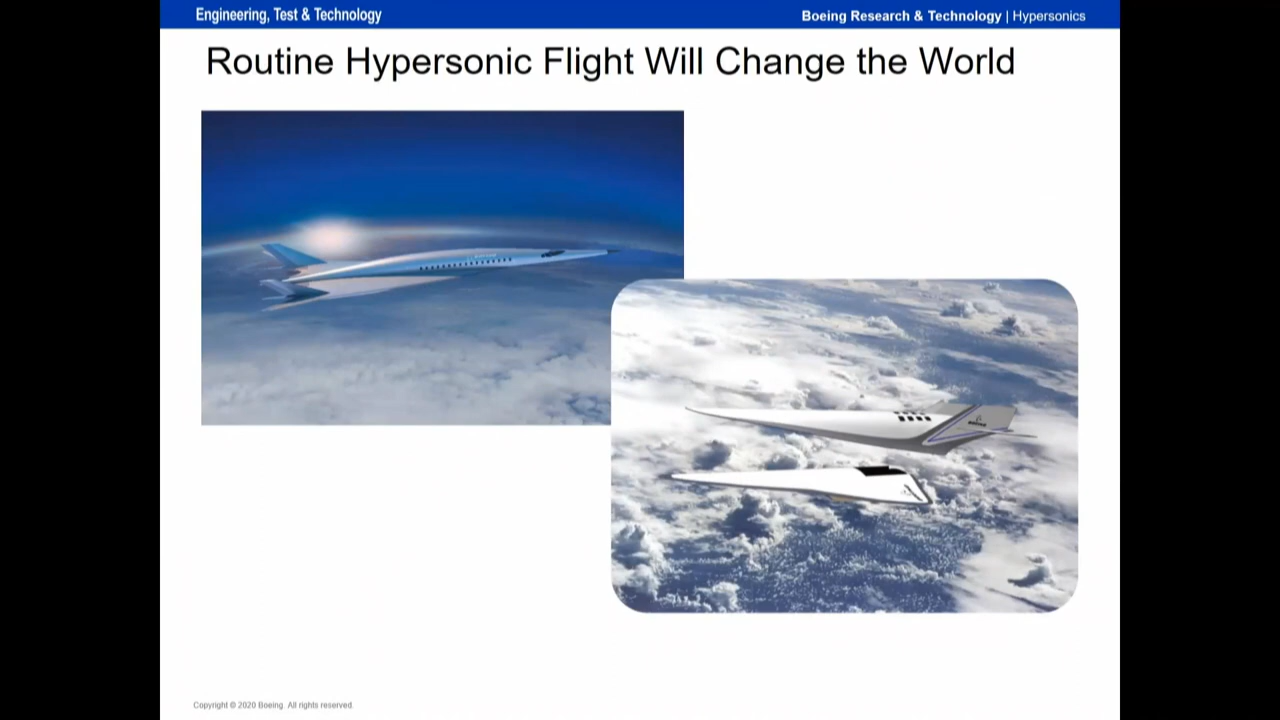 Engineering, Test & Technology
Boeing Research & Technology | Hypersonics
Routine Hypersonic Flight Will Change the World
Copyright © 2020 Boeing. All rights reserved.